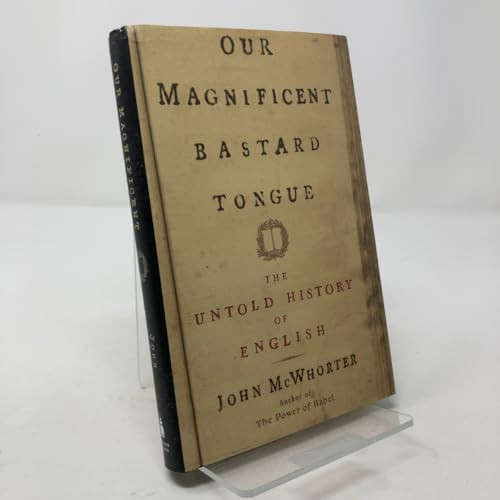 OUR
MAGNIFICENT
BASTARD
TONGUE
THE
UNTOLD HISTORY
OF
ENGLISH
JOHN MCWHORTER
Author of
The Power of Babel
OUR MAGNIFICENT
JOHN